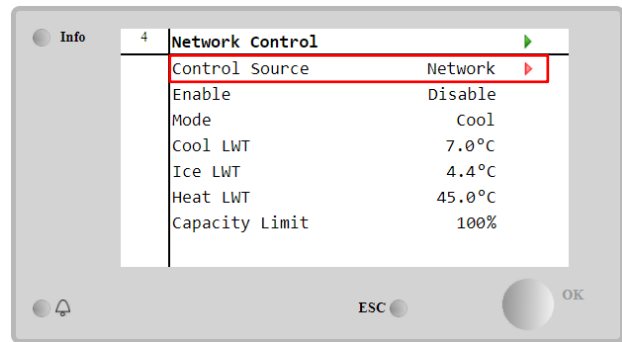 Info
4 Network Control
Control Source Network
Enable Disable
Mode Cool
Cool LWT 7.0°C
Ice LWT 4.4°C
Heat LWT 45.0°C
Capacity Limit 100%
ESC
OK